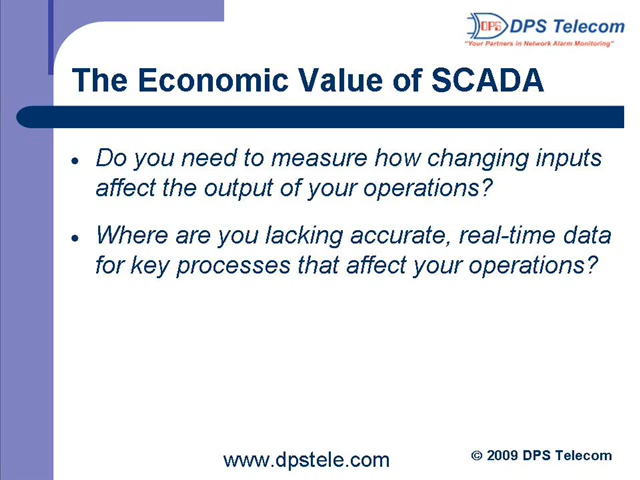 DPS DPS Telecom
"Your Partners in Network Alarm Monitoring"
The Economic Value of SCADA
• Do you need to measure how changing inputs
affect the output of your operations?
• Where are you lacking accurate, real-time data
for key processes that affect your operations?
www.dpstele.com
© 2009 DPS Telecom